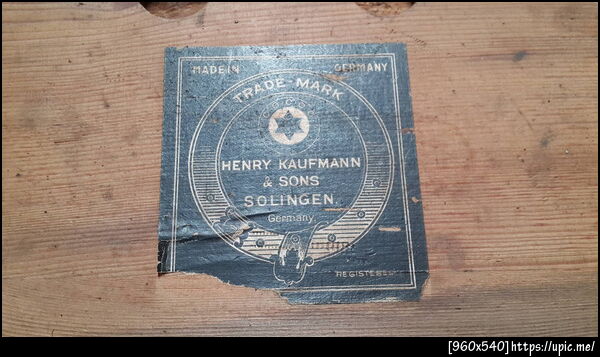 MADE IN GERMANY
TRADE MARK
HENRY KAUFMANN
& SONS
SOLINGEN.
Germany.
REGISTERED
[960x540] https://upic.me/